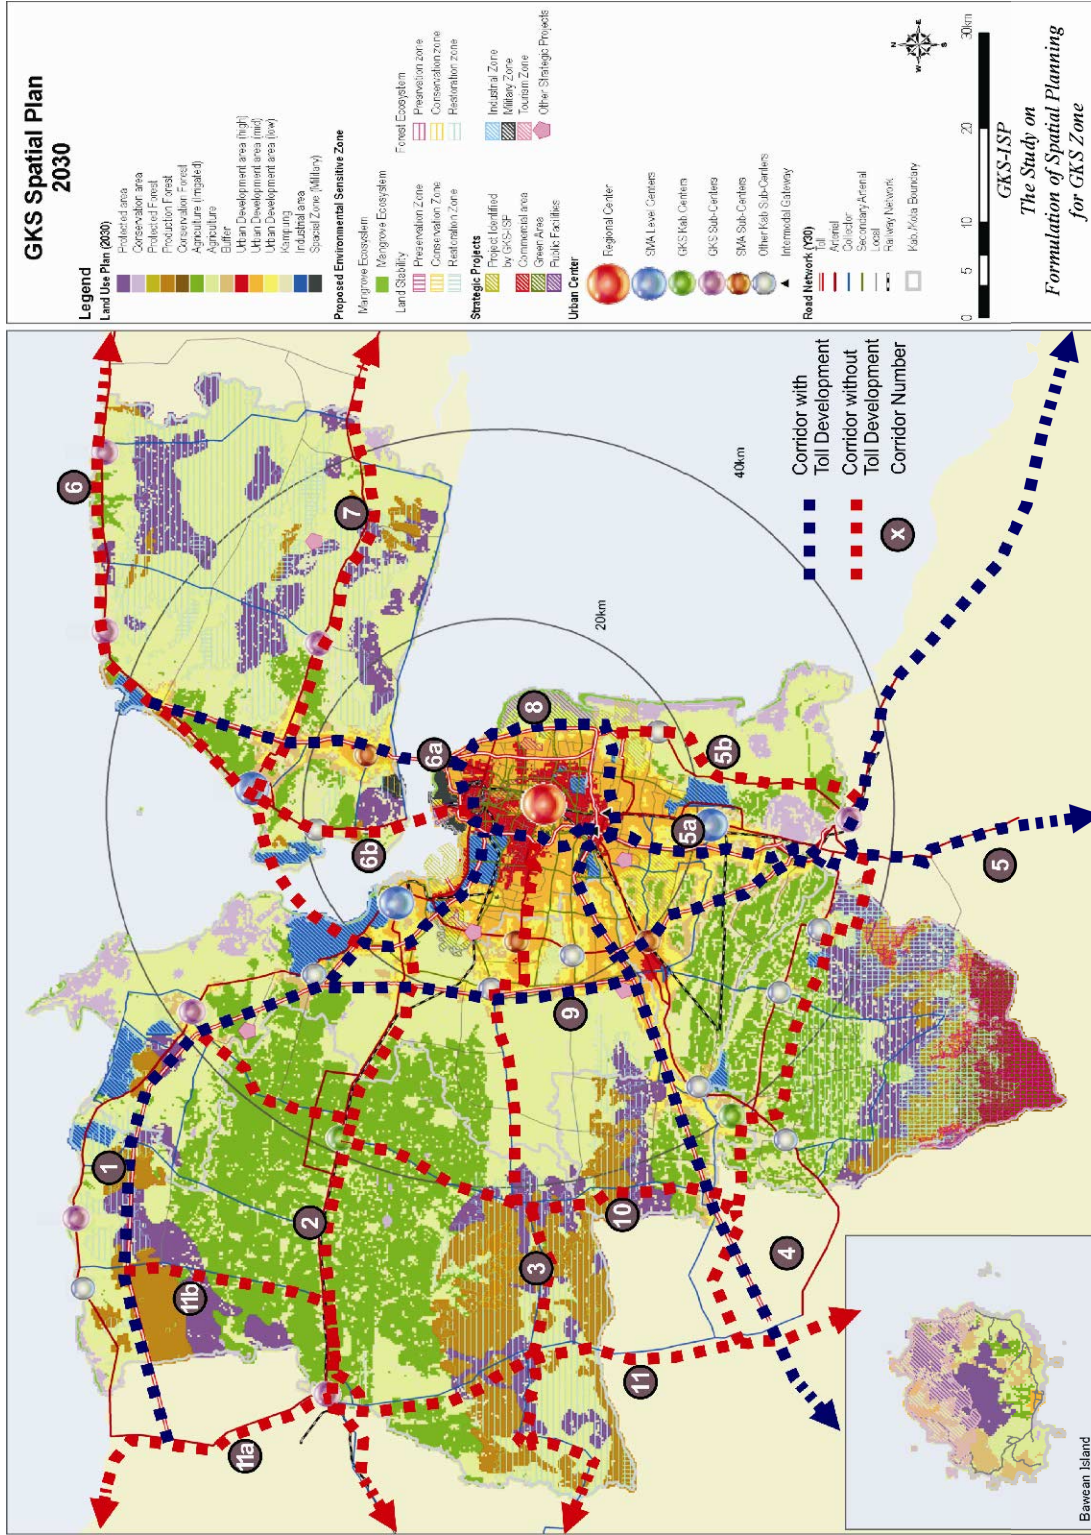 GKS Spatial Plan
2030
Legend
Land Use Plan (2030)
Protected area
Conservation area
Protected Forest
Production Forest
Conservation Forest
Agriculture (Irrigated)
Agriculture
Buffer
Urban Development area (high)
Urban Development area (mid)
Urban Development area (low)
Kampung
Industrial area
Special Zone (Military)
Proposed Environmental Sensitive Zone
Mangrove Ecosystem
Mangrove Ecosystem
Land Stability
Preservation Zone
Conservation Zone
Restoration Zone
Forest Ecosystem
Preservation zone
Conservation zone
Restoration zone
Strategic Projects
Project Identified
by GKS-ISP
Commercial area
Green Area
Public Facilities
Industrial Zone
Military Zone
Tourism Zone
Other Strategic Projects
Urban Center
Regional Center
SMA Level Centers
GKS Kab Centers
GKS Sub-Centers
SMA Sub-Centers
Other Kab Sub-Centers
Intermodal Gateway
Road Network (Y30)
Toll
Arterial
Collector
Secondary Arterial
Local
Railway Network
Kab./Kota Boundary
N
W
E
S
0 5 10 20 30km
GKS-ISP
The Study on
Formulation of Spatial Planning
for GKS Zone
6
7
40km
20km
8
6a
6b
5b
5a
5
9
1
2
3
10
4
11b
11
11a
Corridor with
Toll Development
Corridor without
Toll Development
X
Corridor Number
Bawean Island